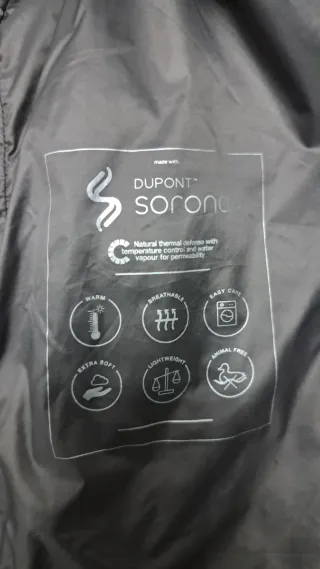 made with
DUPONT™
sorona
Natural thermal defense with
temperature control and water
vapour for permeability
WARM
BREATHABLE
EASY CARE
EXTRA SOFT
LIGHTWEIGHT
ANIMAL FREE